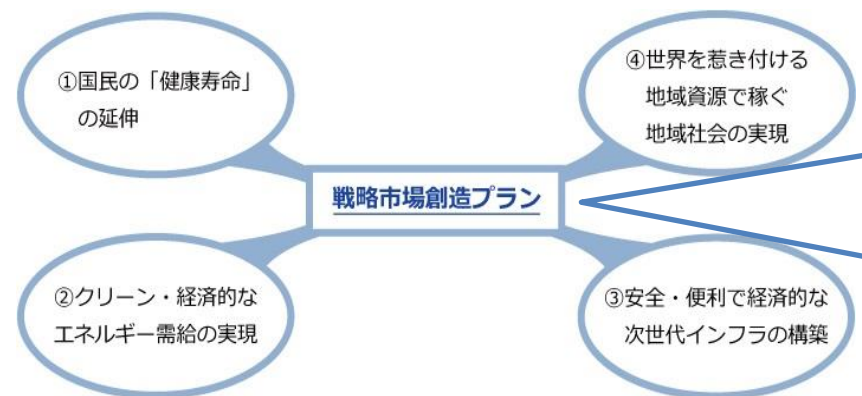 ①国民の「健康寿命」
の延伸
④世界を惹き付ける
地域資源で稼ぐ
地域社会の実現
戦略市場創造プラン
②クリーン・経済的な
エネルギー需給の実現
③安全・便利で経済的な
次世代インフラの構築